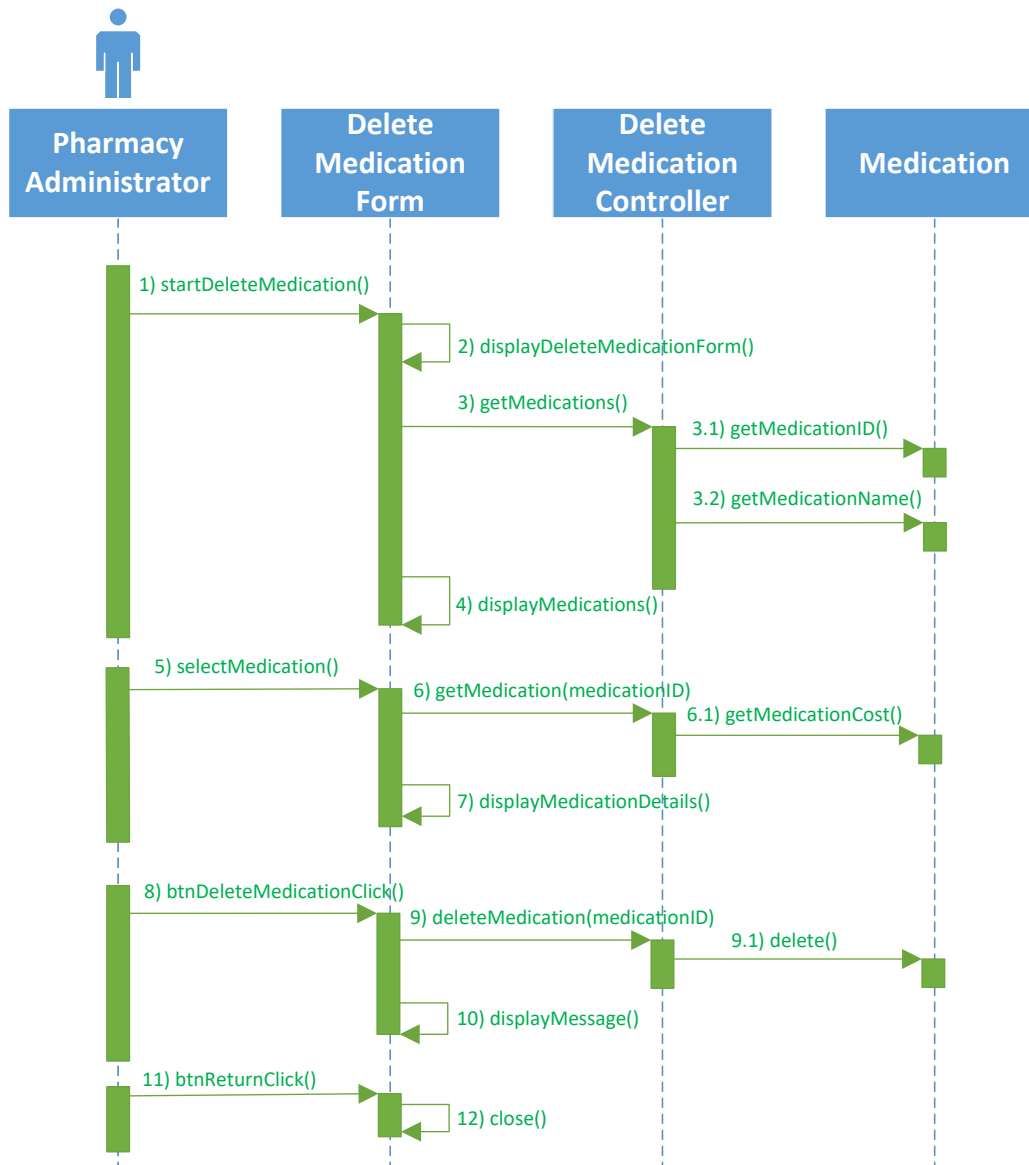 Pharmacy
Administrator
Delete
Medication
Form
Delete
Medication
Controller
Medication
1) startDeleteMedication()
2) displayDeleteMedicationForm()
3) getMedications()
3.1) getMedicationID()
3.2) getMedicationName()
4) displayMedications()
5) selectMedication()
6) getMedication(medicationID)
6.1) getMedicationCost()
7) displayMedicationDetails()
8) btnDeleteMedicationClick()
9) deleteMedication(medicationID)
9.1) delete()
10) displayMessage()
11) btnReturnClick()
12) close()